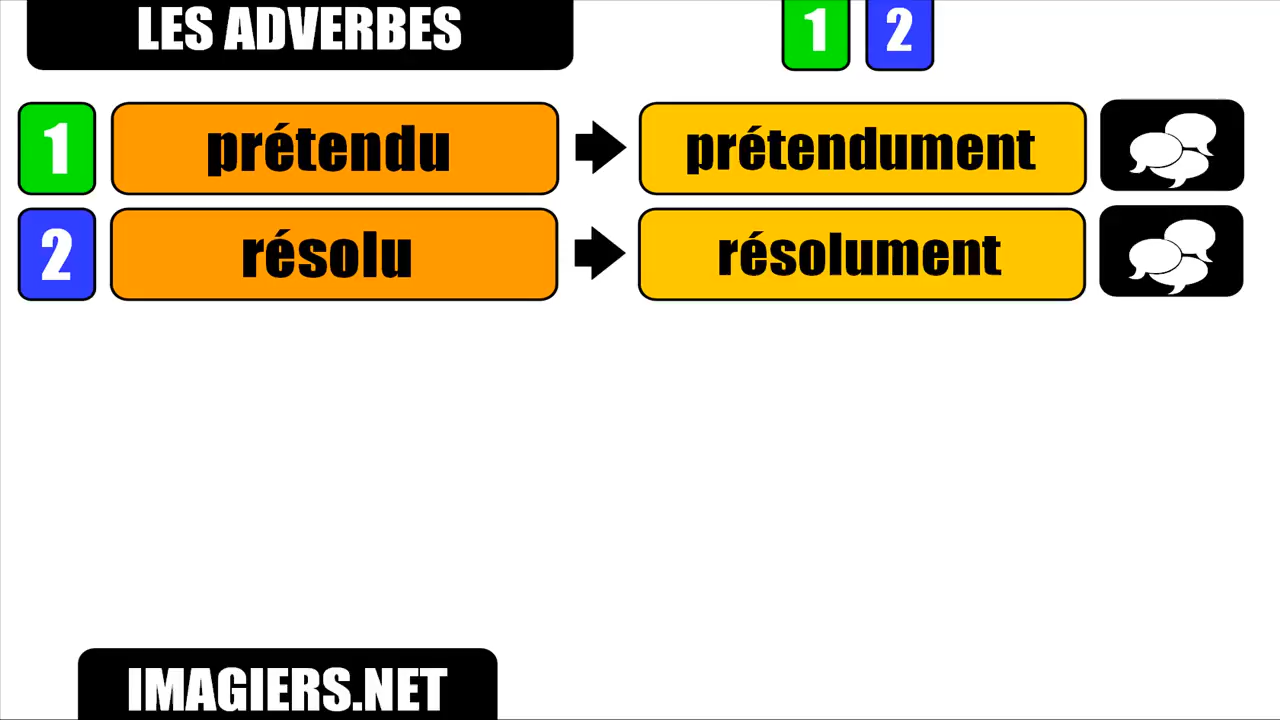 LES ADVERBES 1 2
1 prétendu prétendument
2 résolu résolument
IMAGIERS.NET